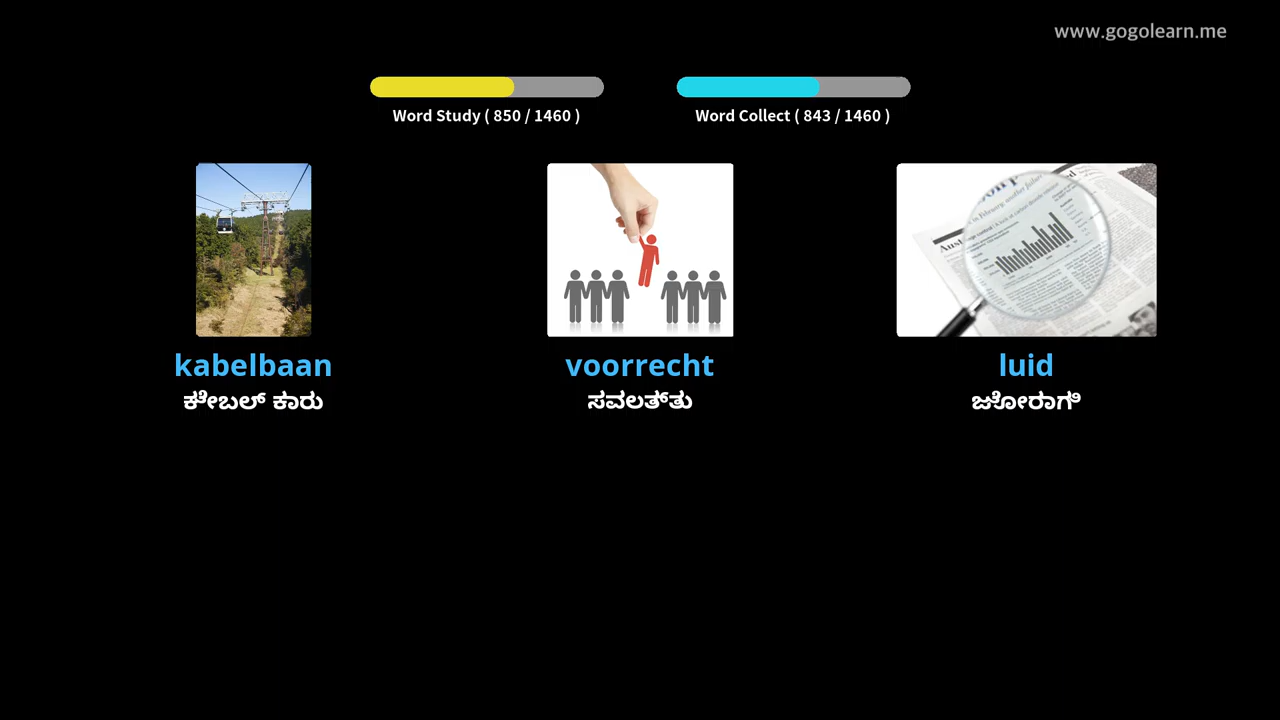 www.gogolearn.me
Word Study ( 850 / 1460 )
Word Collect ( 843 / 1460 )
kabelbaan
voorrecht
luid
ಕೇಬಲ್ ಕಾರು
ಸವಲತ್ತು
ಜೋರಾಗಿ